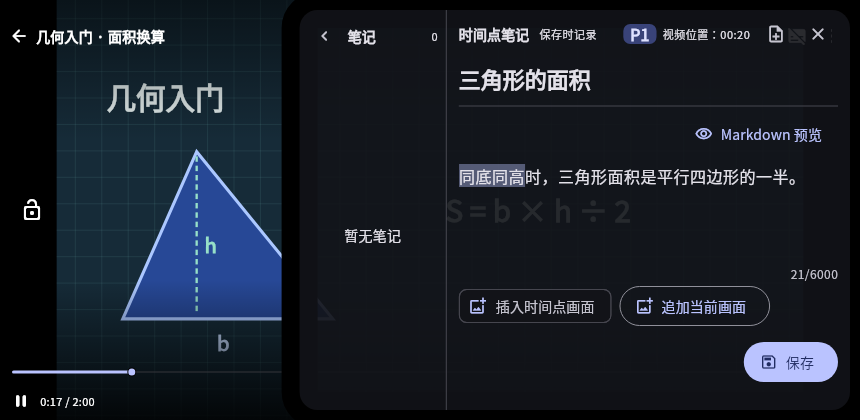 几何入门 · 面积换算
几何入门
h
b
0:17 / 2:00
笔记
0
暂无笔记
时间点笔记
保存时记录
P1
视频位置：00:20
三角形的面积
Markdown 预览
同底同高时，三角形面积是平行四边形的一半。
S = b × h ÷ 2
21/6000
插入时间点画面
追加当前画面
保存